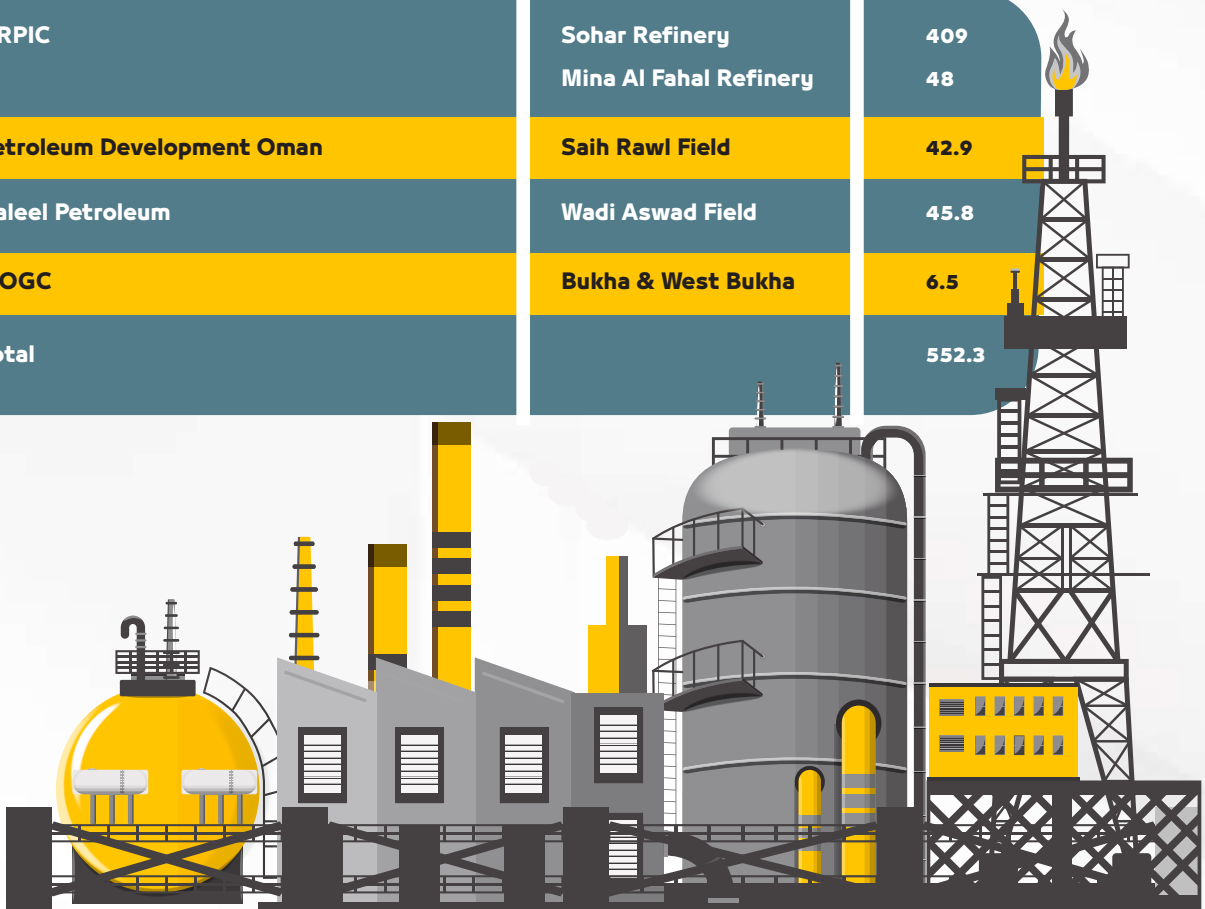 RPIC Sohar Refinery 409
Mina Al Fahal Refinery 48
etroleum Development Oman Saih Rawl Field 42.9
aleel Petroleum Wadi Aswad Field 45.8
OGC Bukha & West Bukha 6.5
otal 552.3